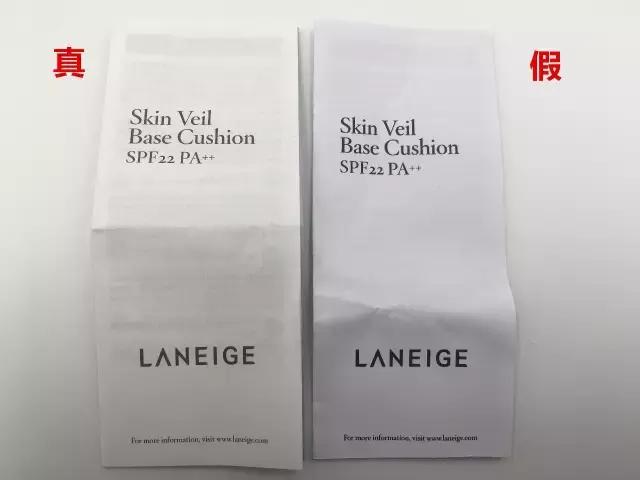 真
假
Skin Veil
Base Cushion
SPF22 PA++
LANEIGE
For more information, visit www.laneige.com
Skin Veil
Base Cushion
SPF22 PA++
LANEIGE
For more information, visit www.laneige.com